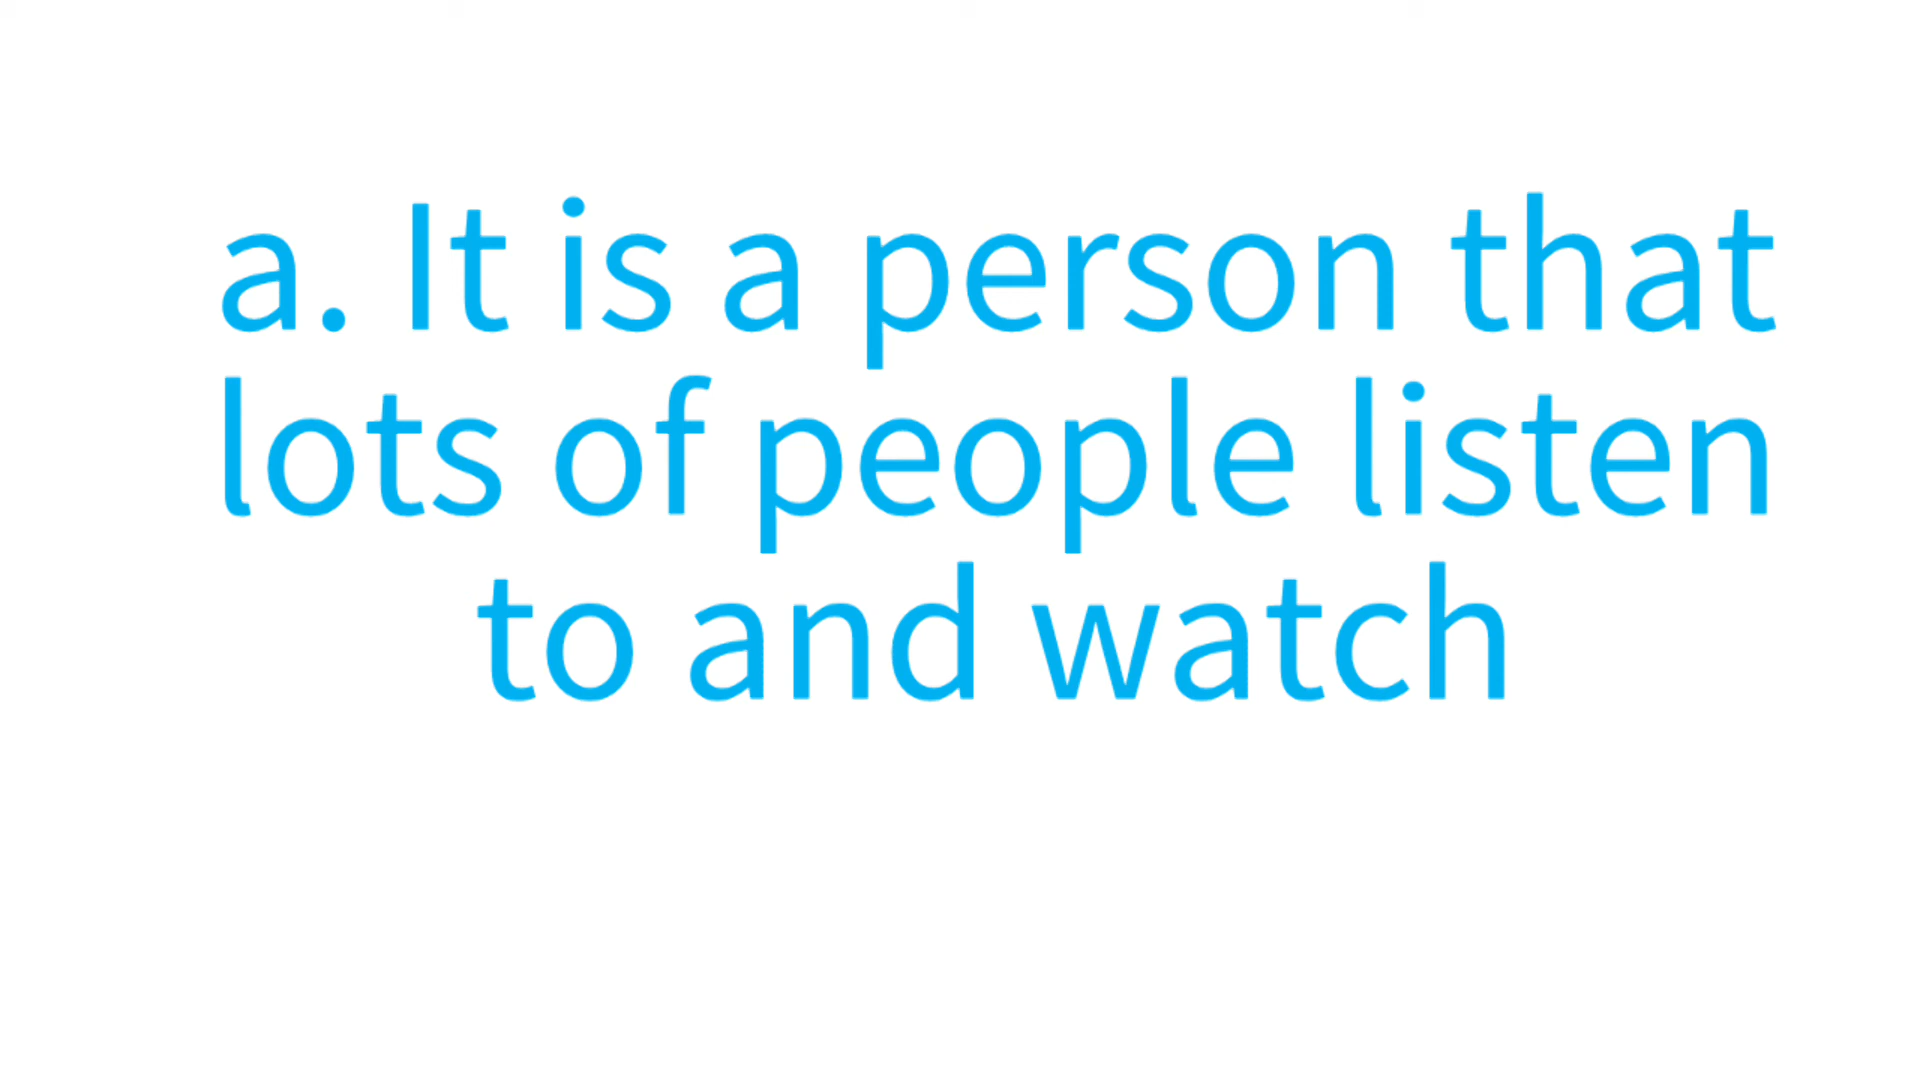 a. It is a person that
lots of people listen
to and watch